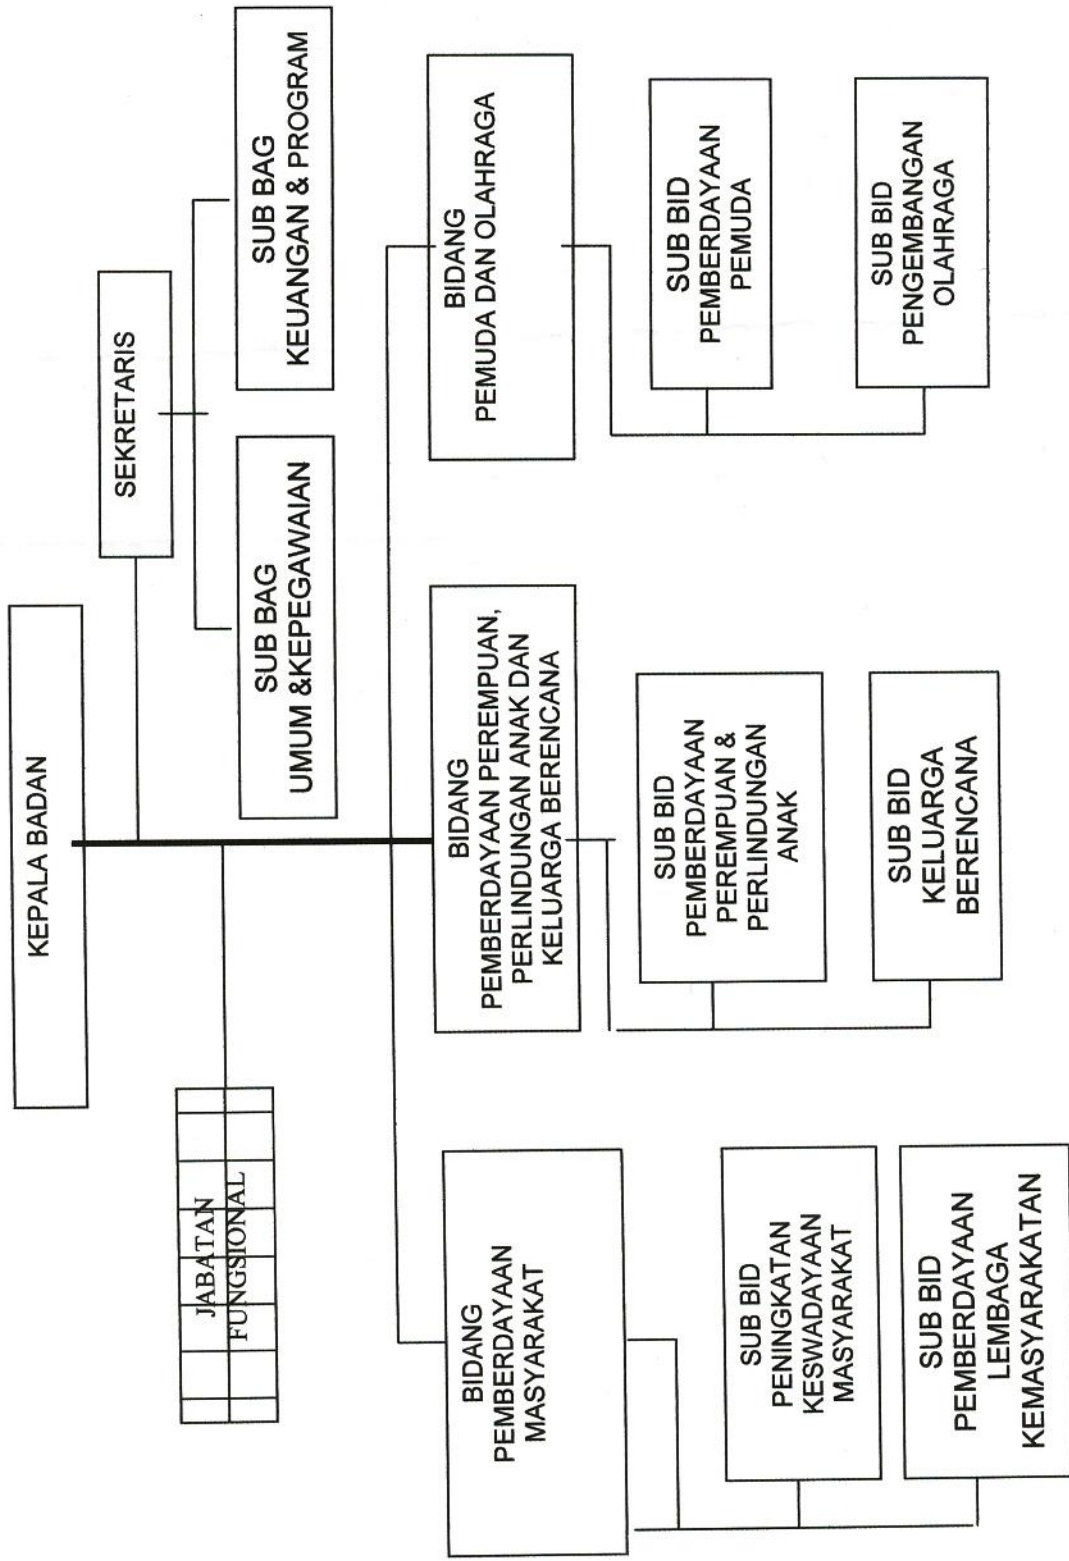 KEPALA BADAN
SEKRETARIS
JABATAN
FUNGSIONAL
SUB BAG
UMUM &KEPEGAWAIAN
SUB BAG
KEUANGAN & PROGRAM
BIDANG
PEMBERDAYAAN
MASYARAKAT
BIDANG
PEMBERDAYAAN PEREMPUAN,
PERLINDUNGAN ANAK DAN
KELUARGA BERENCANA
BIDANG
PEMUDA DAN OLAHRAGA
SUB BID
PENINGKATAN
KESWADAYAAN
MASYARAKAT
SUB BID
PEMBERDAYAAN
PEREMPUAN &
PERLINDUNGAN
ANAK
SUB BID
PEMBERDAYAAN
PEMUDA
SUB BID
PEMBERDAYAAN
LEMBAGA
KEMASYARAKATAN
SUB BID
KELUARGA
BERENCANA
SUB BID
PENGEMBANGAN
OLAHRAGA